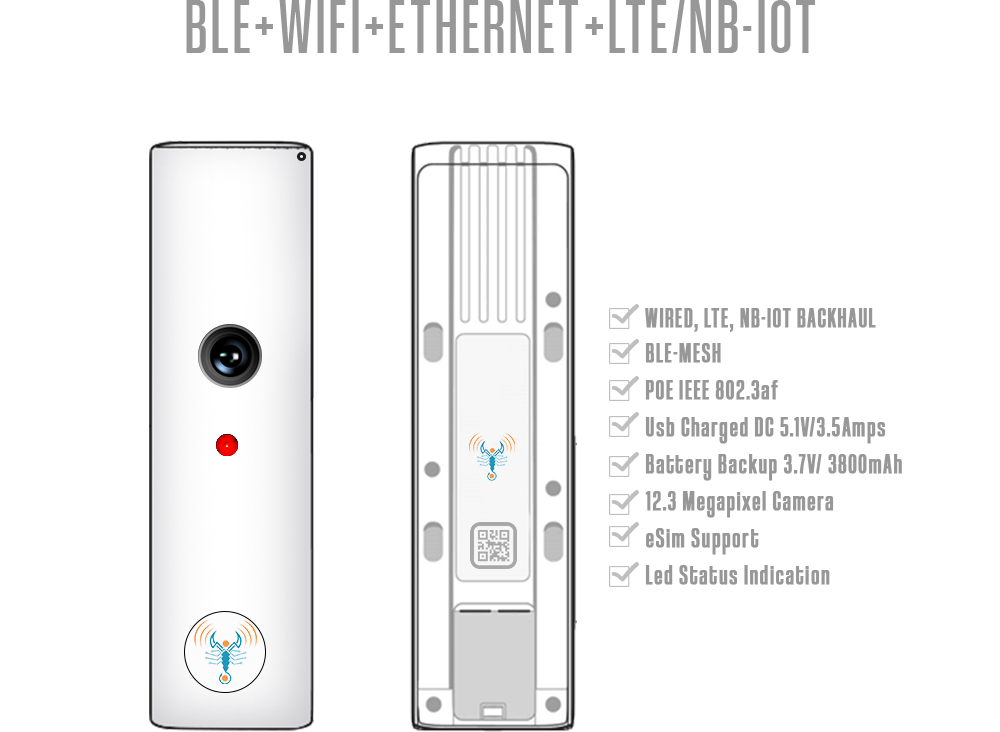 BLE+WIFI+ETHERNET+LTE/NB-IOT
WIRED, LTE, NB-IOT BACKHAUL
BLE-MESH
POE IEEE 802.3af
Usb Charged DC 5.1V/3.5Amps
Battery Backup 3.7V/ 3800mAh
12.3 Megapixel Camera
eSim Support
Led Status Indication